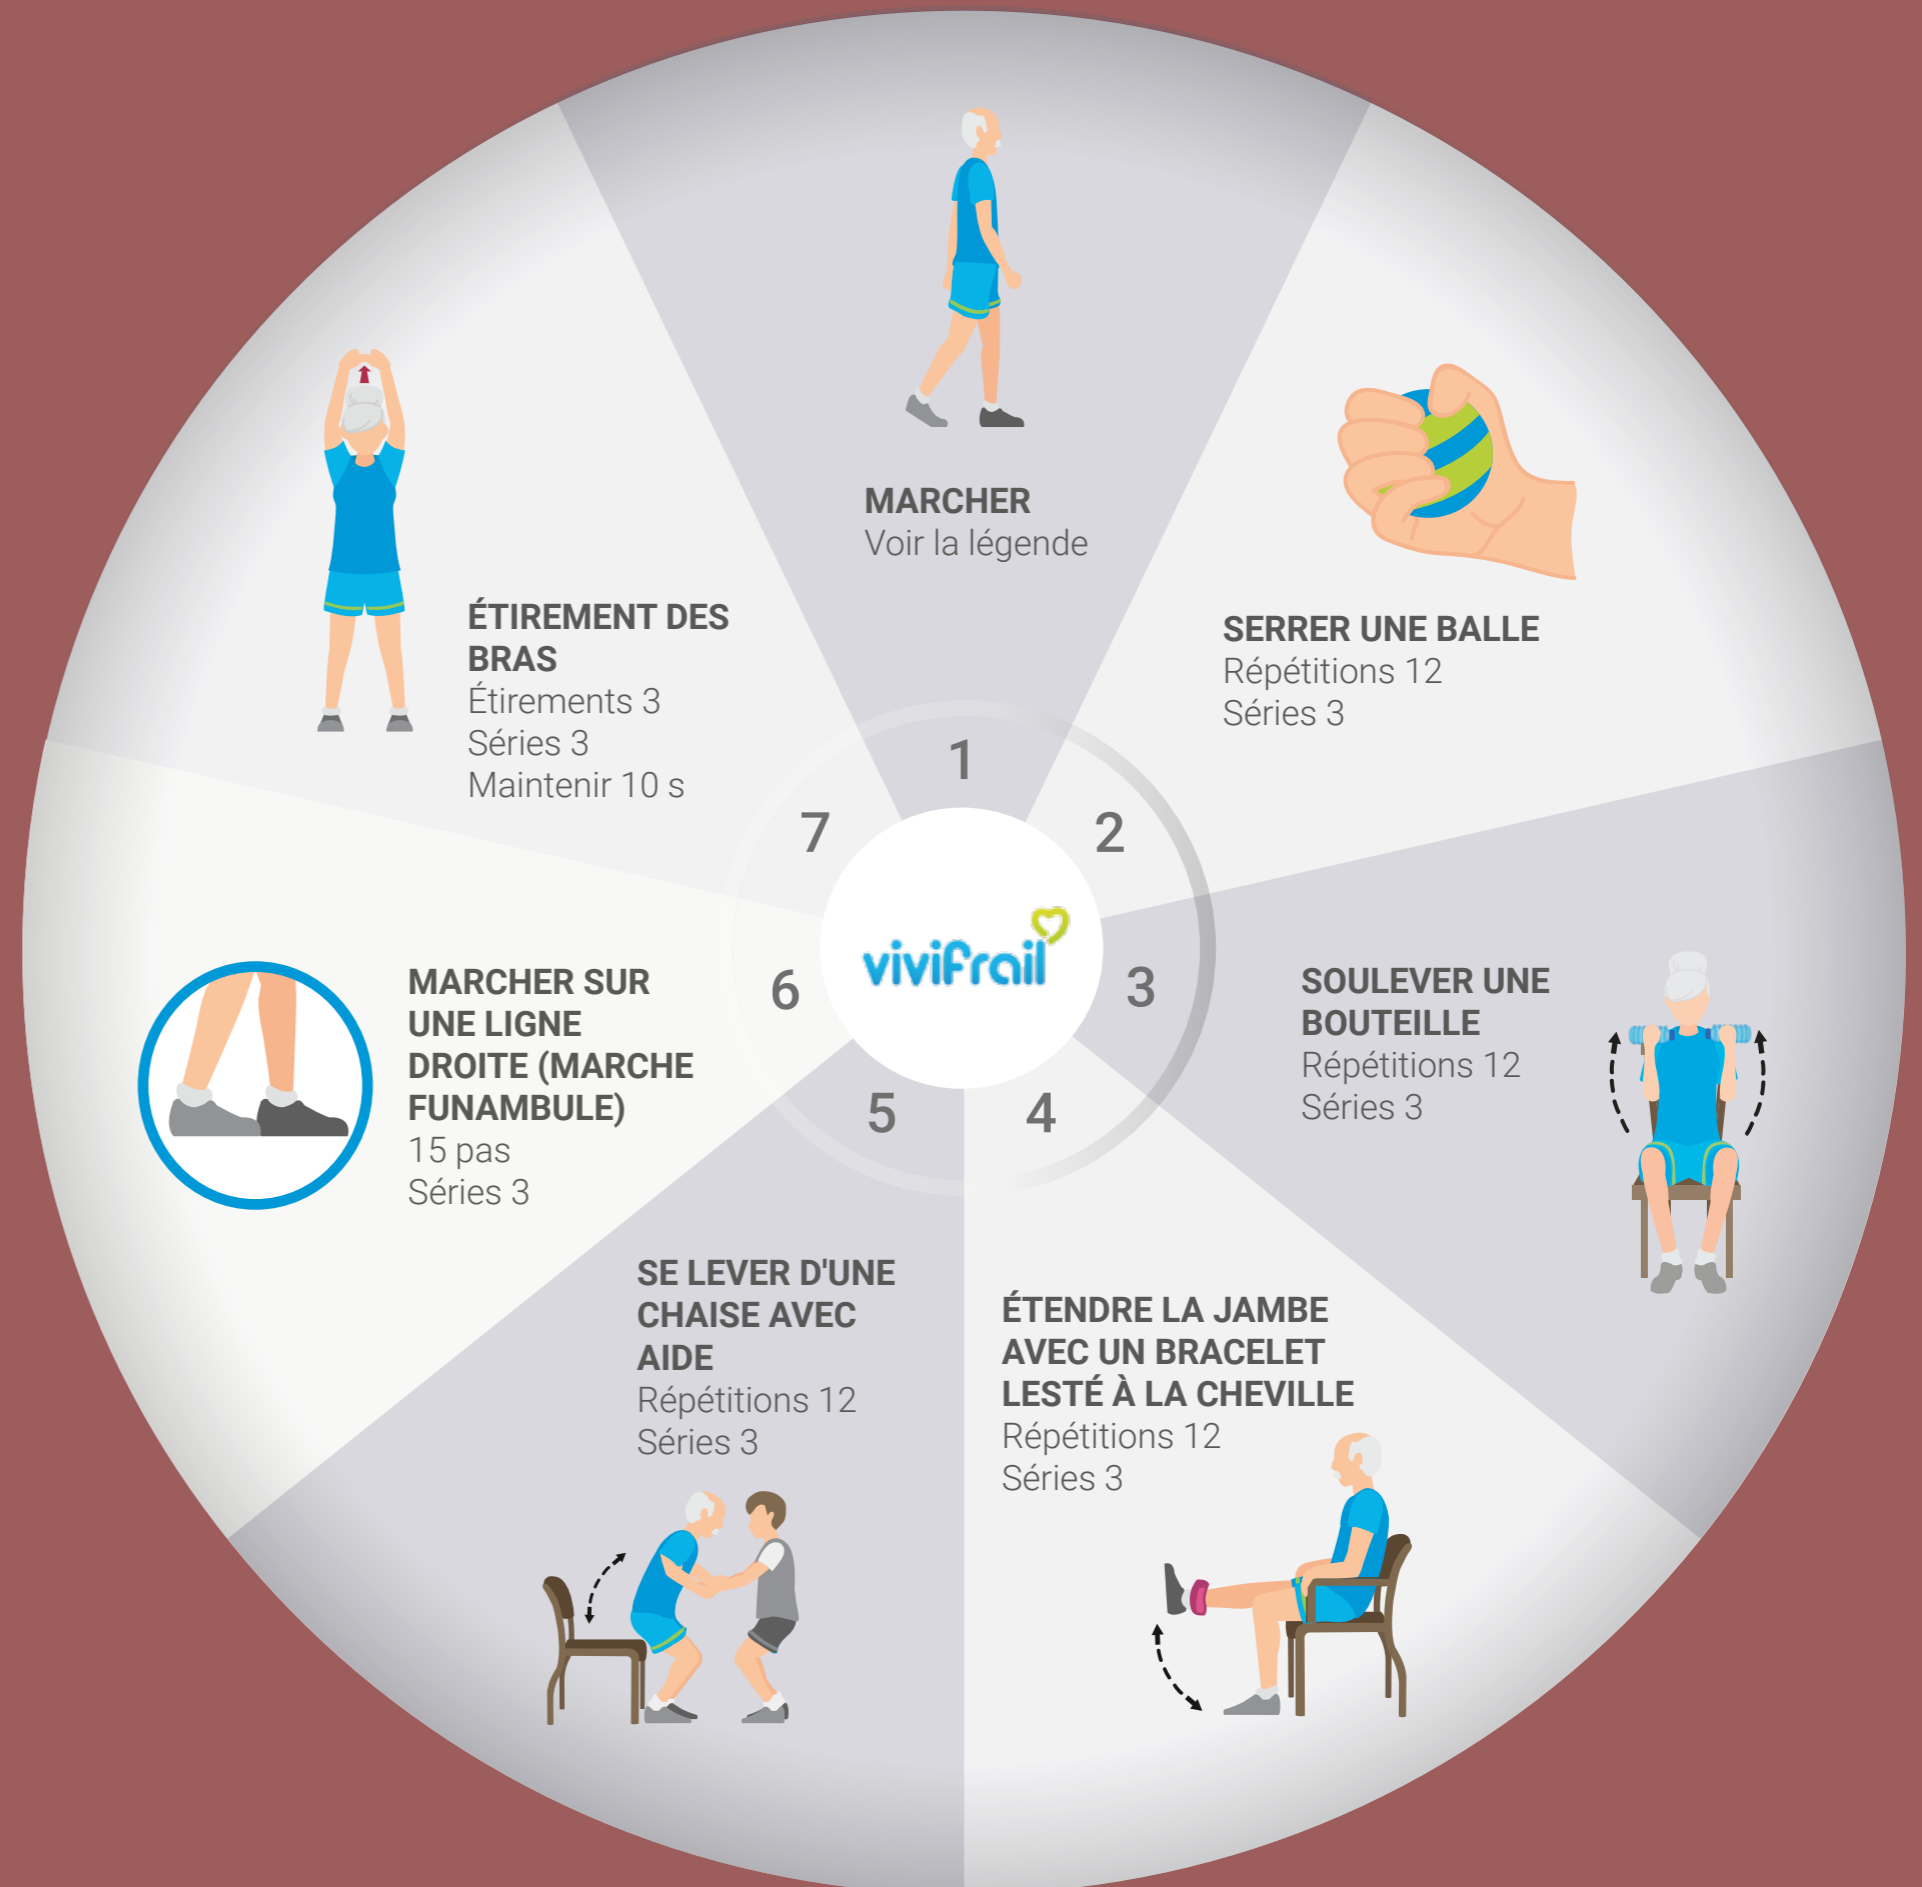 MARCHER
Voir la légende
1
SERRER UNE BALLE
Répétitions 12
Séries 3
2
SOULEVER UNE
BOUTEILLE
Répétitions 12
Séries 3
3
ÉTENDRE LA JAMBE
AVEC UN BRACELET
LESTÉ À LA CHEVILLE
Répétitions 12
Séries 3
4
SE LEVER D'UNE
CHAISE AVEC
AIDE
Répétitions 12
Séries 3
5
MARCHER SUR
UNE LIGNE
DROITE (MARCHE
FUNAMBULE)
15 pas
Séries 3
6
ÉTIREMENT DES
BRAS
Étirements 3
Séries 3
Maintenir 10 s
7
vivifrail